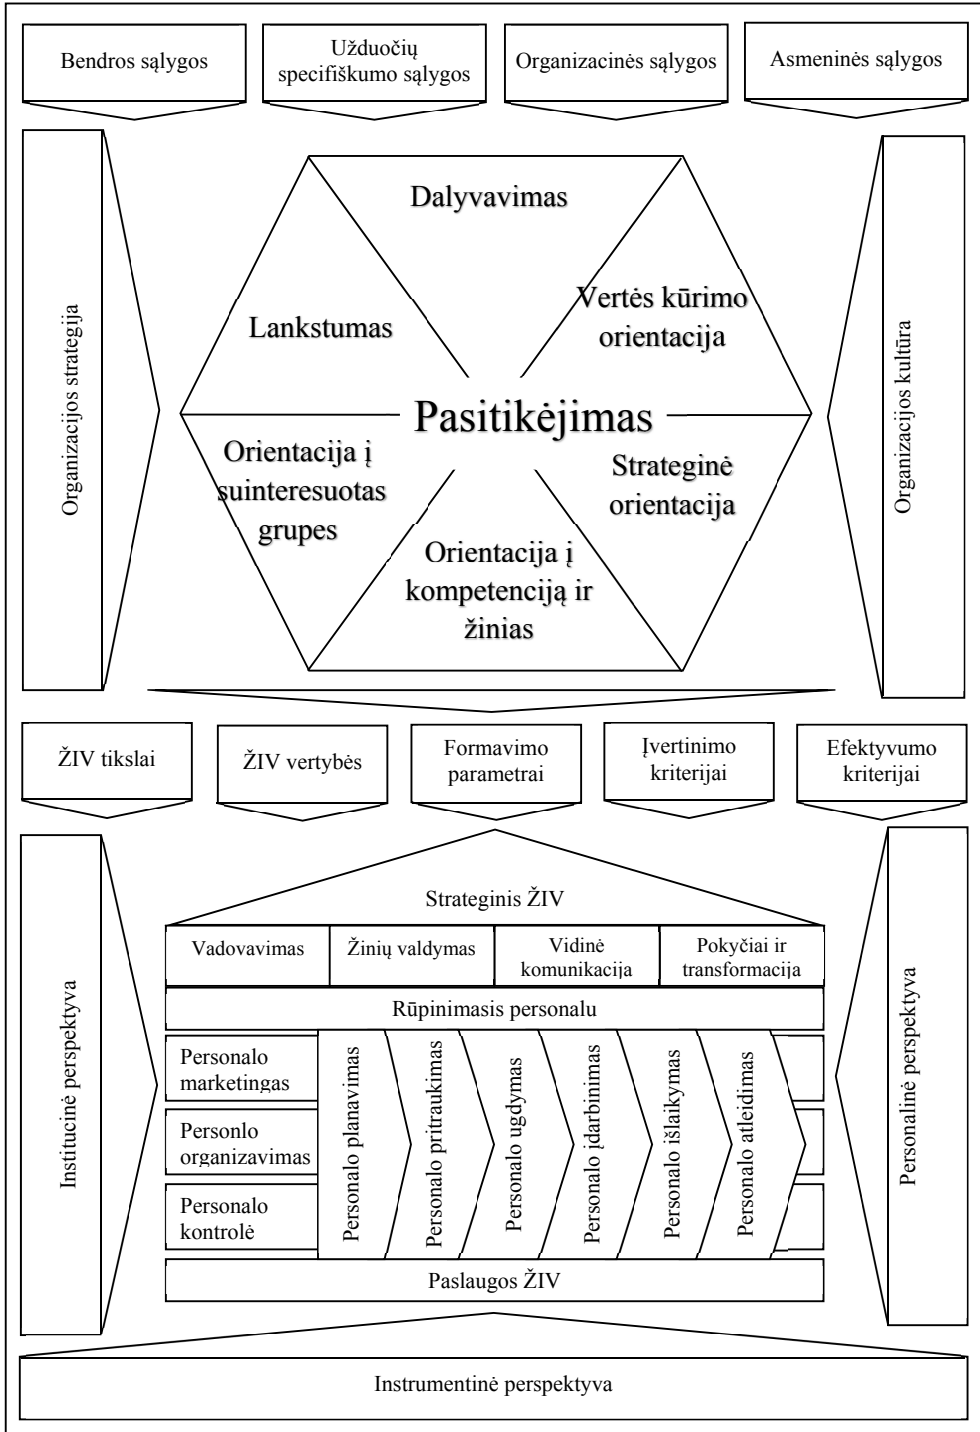 Bendros sąlygos
Užduočių
specifiškumo sąlygos
Organizacinės sąlygos
Asmeninės sąlygos
Organizacijos strategija
Dalyvavimas
Lankstumas
Vertės kūrimo
orientacija
Pasitikėjimas
Orientacija į
suinteresuotas
grupes
Strateginė
orientacija
Orientacija į
kompetenciją ir
žinias
Organizacijos kultūra
ŽIV tikslai
ŽIV vertybės
Formavimo
parametrai
Įvertinimo
kriterijai
Efektyvumo
kriterijai
Institucinė perspektyva
Strateginis ŽIV
Vadovavimas
Žinių valdymas
Vidinė
komunikacija
Pokyčiai ir
transformacija
Rūpinimasis personalu
Personalo
marketingas
Personlo
organizavimas
Personalo
kontrolė
Personalo planavimas
Personalo pritraukimas
Personalo ugdymas
Personalo įdarbinimas
Personalo išlaikymas
Personalo atleidimas
Paslaugos ŽIV
Personalinė perspektyva
Instrumentinė perspektyva